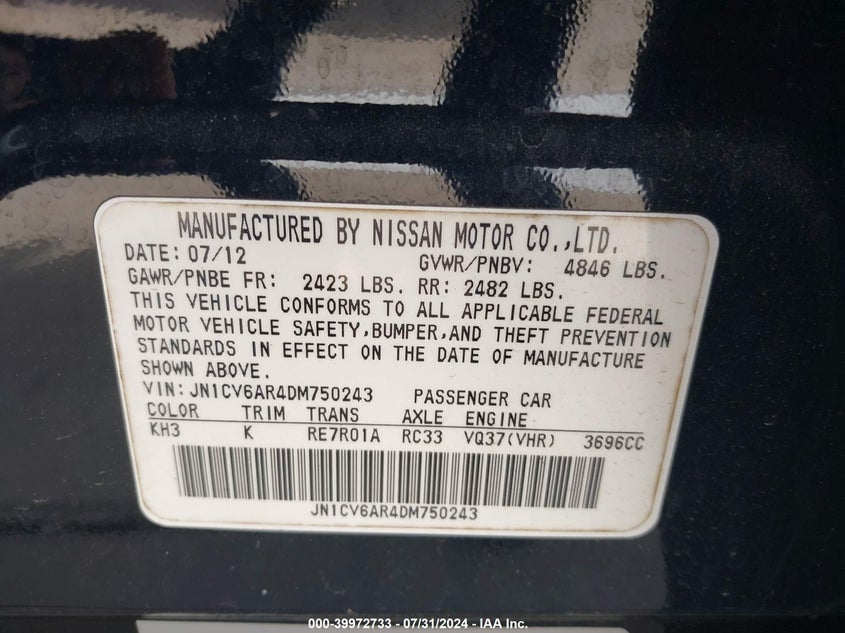 MANUFACTURED BY NISSAN MOTOR CO.,LTD.
DATE: 07/12 GVWR/PNBV: 4846 LBS.
GAWR/PNBE FR: 2423 LBS. RR: 2482 LBS.
THIS VEHICLE CONFORMS TO ALL APPLICABLE FEDERAL
MOTOR VEHICLE SAFETY,BUMPER,AND THEFT PREVENTION
STANDARDS IN EFFECT ON THE DATE OF MANUFACTURE
SHOWN ABOVE.
VIN:JN1CV6AR4DM750243 PASSENGER CAR
COLOR TRIM TRANS AXLE ENGINE
KH3 K RE7R01A RC33 VQ37(VHR) 3696CC
JN1CV6AR4DM750243
000-39972733 - 07/31/2024 - IAA Inc.